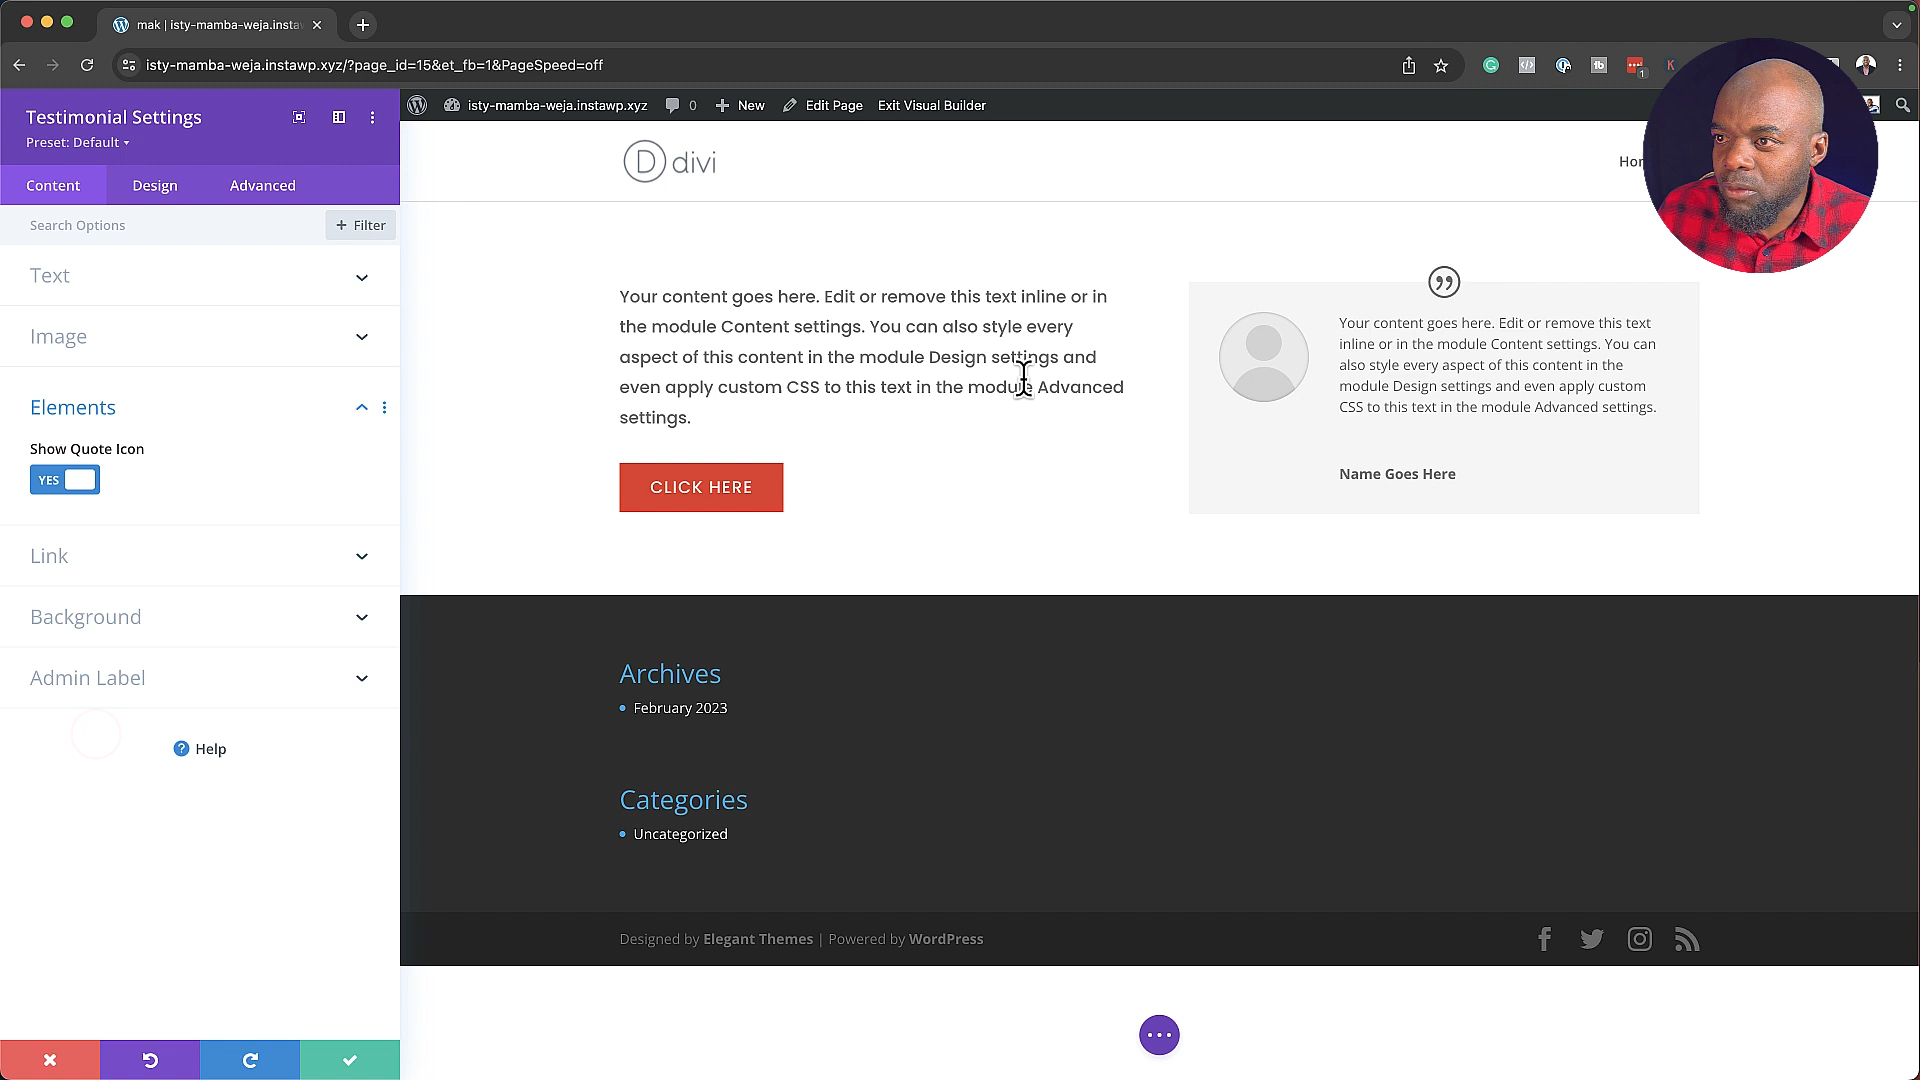 mak | isty-mamba-weja.insta
isty-mamba-weja.instawp.xyz/?page_id=15&et_fb=1&PageSpeed=off
Testimonial Settings
Preset: Default
Content
Design
Advanced
Search Options
+ Filter
Text
Image
Elements
Show Quote Icon
YES
Link
Background
Admin Label
? Help
isty-mamba-weja.instawp.xyz
0
+ New
Edit Page
Exit Visual Builder
D divi
Hor
Your content goes here. Edit or remove this text inline or in
the module Content settings. You can also style every
aspect of this content in the module Design settings and
even apply custom CSS to this text in the module Advanced
settings.
CLICK HERE
Your content goes here. Edit or remove this text
inline or in the module Content settings. You can
also style every aspect of this content in the
module Design settings and even apply custom
CSS to this text in the module Advanced settings.
Name Goes Here
Archives
February 2023
Categories
Uncategorized
Designed by Elegant Themes | Powered by WordPress